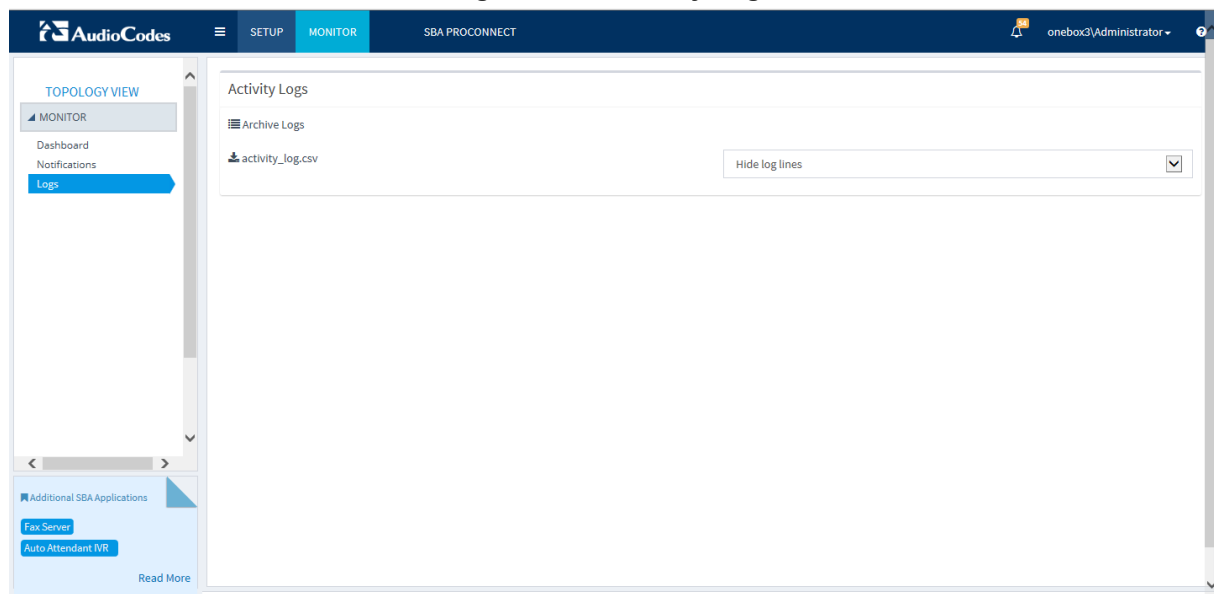 AudioCodes
SETUP MONITOR SBA PROCONNECT 54 onebox3\Administrator
TOPOLOGY VIEW
MONITOR
Dashboard
Notifications
Logs
Activity Logs
Archive Logs
activity_log.csv
Hide log lines
Additional SBA Applications
Fax Server
Auto Attendant IVR
Read More